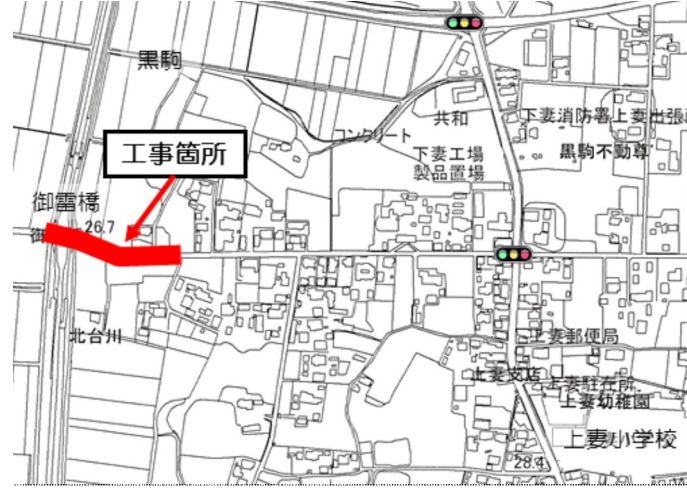 黒駒
共和
コンクリート
下妻消防署上妻出張
工事箇所
下妻工場
製品置場
黒駒不動尊
御雷橋
26.7
御
北台川
上妻郵便局
上妻支店
上妻駐在所
上妻幼稚園
上妻小学校
28.4